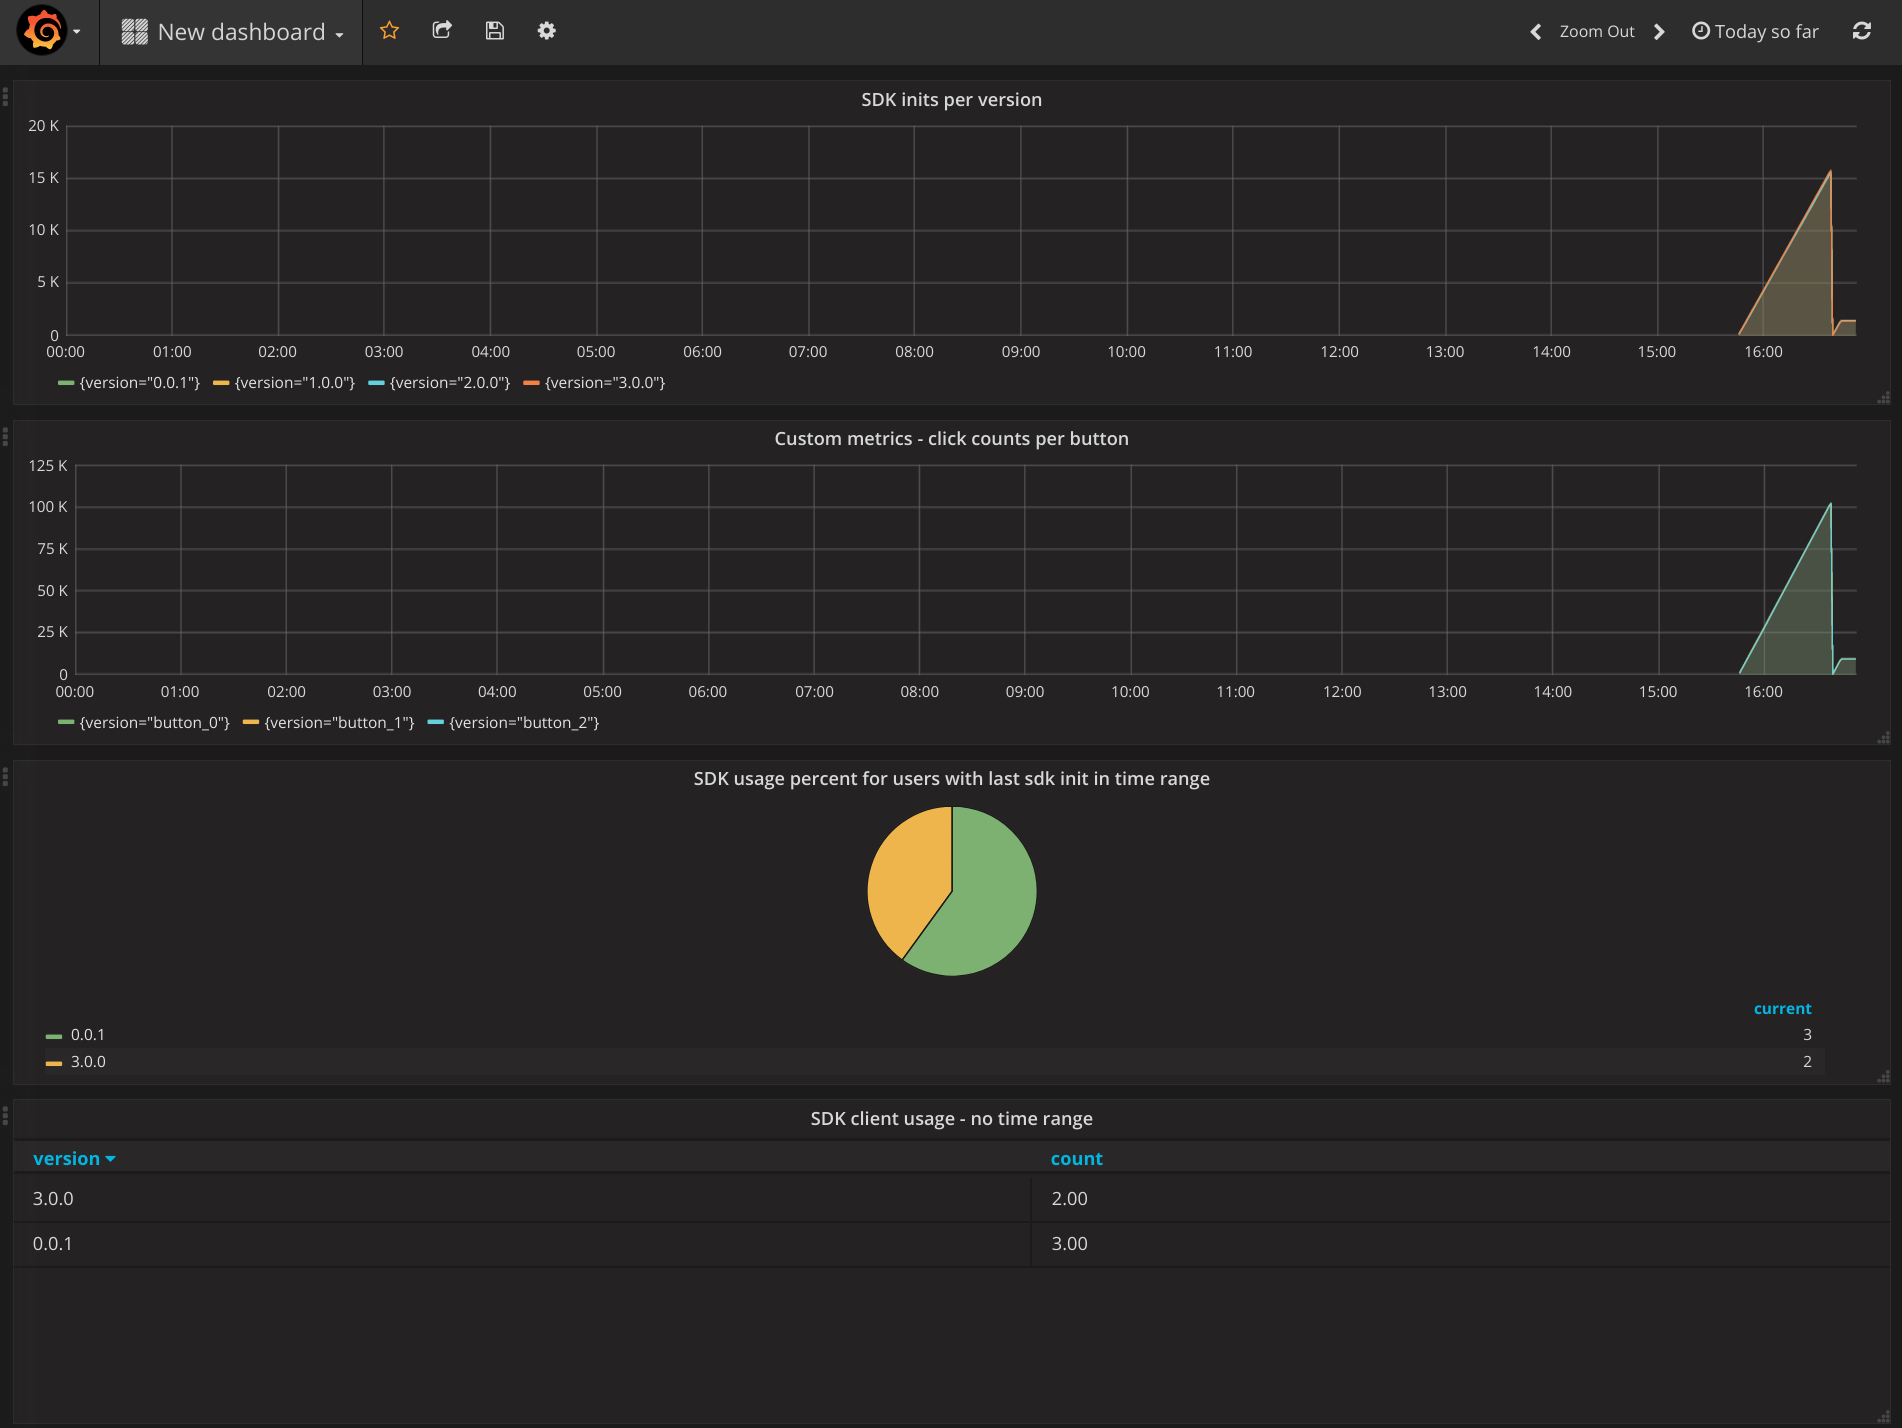 New dashboard
Zoom Out
Today so far
SDK inits per version
20 K
15 K
10 K
5 K
0
00:00 01:00 02:00 03:00 04:00 05:00 06:00 07:00 08:00 09:00 10:00 11:00 12:00 13:00 14:00 15:00 16:00
{version="0.0.1"} {version="1.0.0"} {version="2.0.0"} {version="3.0.0"}
Custom metrics - click counts per button
125 K
100 K
75 K
50 K
25 K
0
00:00 01:00 02:00 03:00 04:00 05:00 06:00 07:00 08:00 09:00 10:00 11:00 12:00 13:00 14:00 15:00 16:00
{version="button_0"} {version="button_1"} {version="button_2"}
SDK usage percent for users with last sdk init in time range
current
0.0.1 3
3.0.0 2
SDK client usage - no time range
version count
3.0.0 2.00
0.0.1 3.00